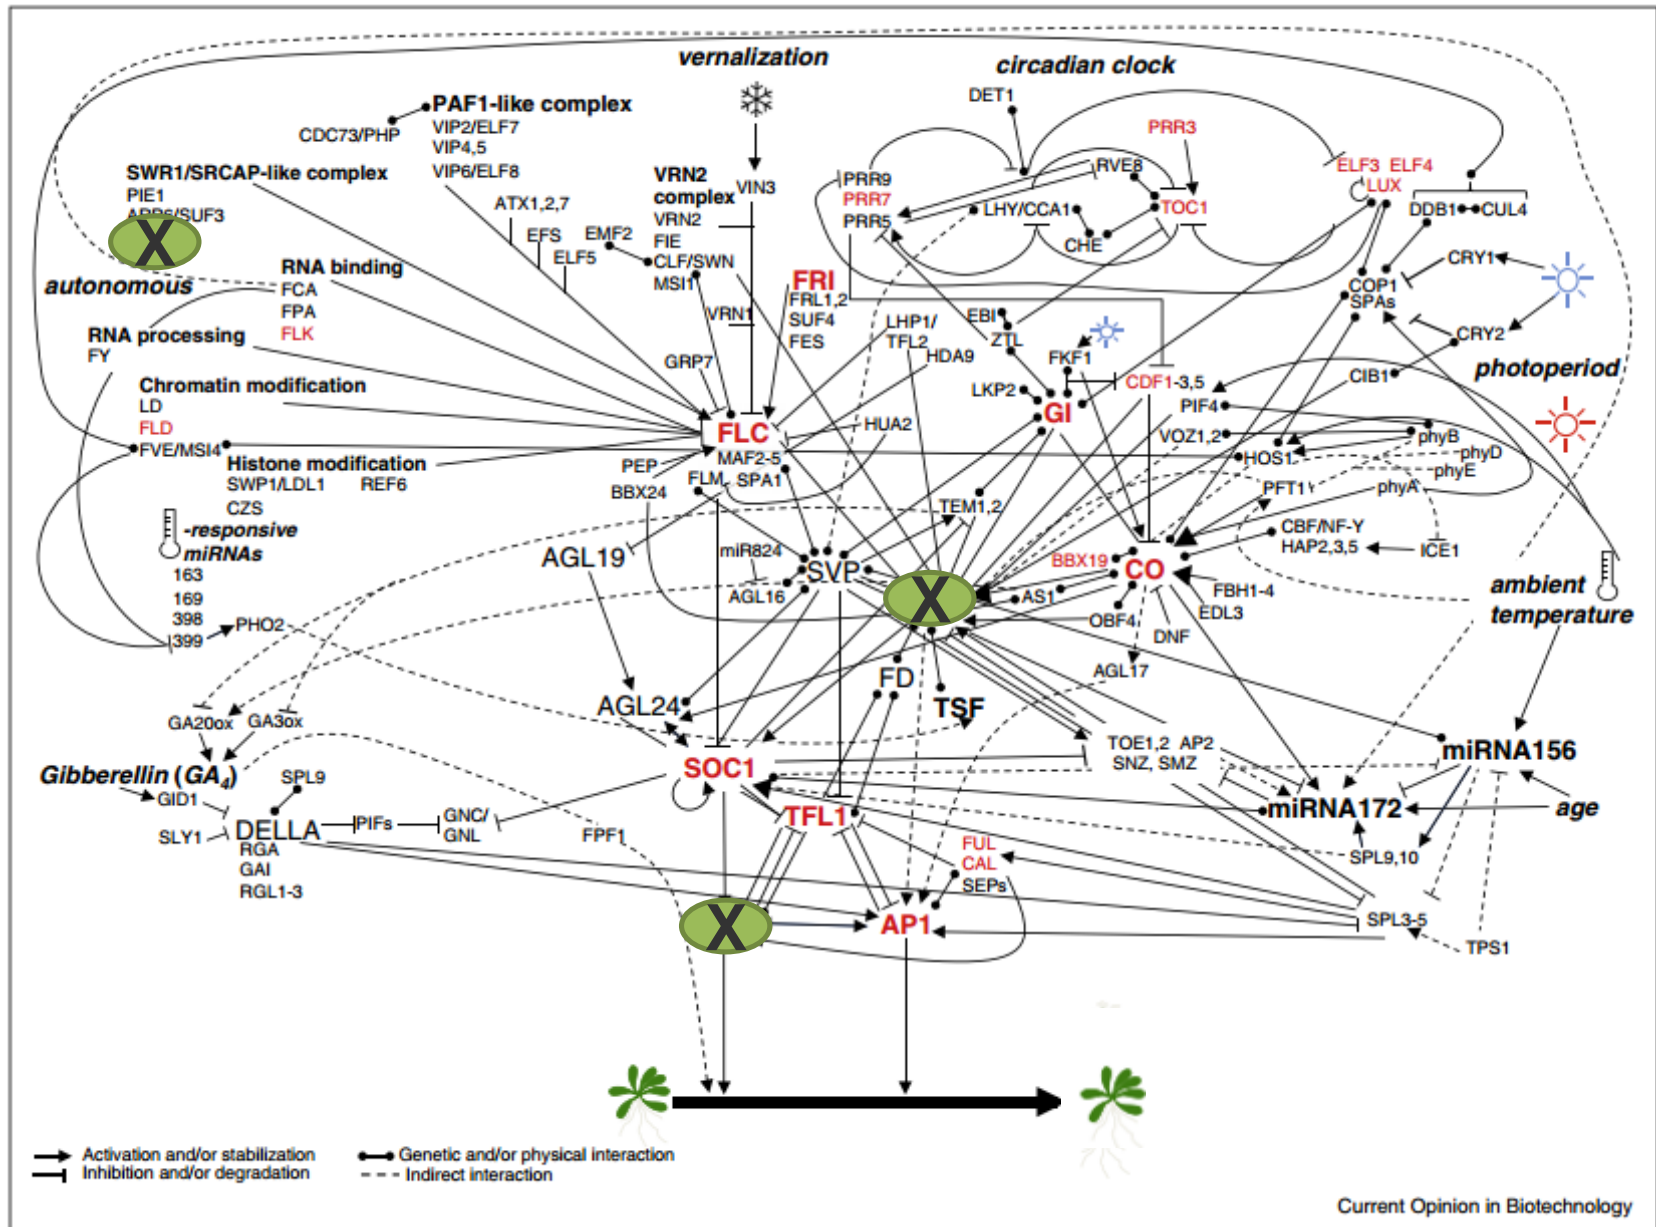 vernalization
circadian clock
DET1
PAF1-like complex
CDC73/PHP
VIP2/ELF7
VIP4,5
VIP6/ELF8
PRR3
SWR1/SRCAP-like complex
PIE1
ARP6/SUF3
X
ATX1,2,7
EFS
ELF5
EMF2
VRN2
complex
VRN2
FIE
CLF/SWN
MSI1
VIN3
VRN1
PRR9
PRR7
PRR5
RVE8
LHY/CCA1
CHE
TOC1
ELF3 ELF4
LUX
DDB1
CUL4
CRY1
COP1
SPAs
CRY2
photoperiod
autonomous
RNA binding
FCA
FPA
FLK
RNA processing
FY
Chromatin modification
LD
FLD
FVE/MSI4
Histone modification
SWP1/LDL1 REF6
CZS
FRI
FRL1,2
SUF4
FES
GRP7
LHP1/
TFL2
HDA9
EBI
ZTL
FKF1
LKP2
GI
CDF1-3,5
CIB1
PIF4
VOZ1,2
HOS1
phyB
phyD
phyE
phyA
PFT1
FLC
MAF2-5
FLM
SPA1
HUA2
PEP
BBX24
TEM1,2
CBF/NF-Y
HAP2,3,5
ICE1
-responsive
miRNAs
163
169
398
399
PHO2
AGL19
miR824
AGL16
SVP
X
BBX19
CO
AS1
OBF4
FBH1-4
EDL3
DNF
AGL17
ambient
temperature
FD
TSF
AGL24
GA20ox
GA3ox
Gibberellin (GA4)
GID1
SPL9
SLY1
DELLA
RGA
GAI
RGL1-3
PIFs
GNC/
GNL
FPF1
SOC1
TFL1
TOE1,2 AP2
SNZ, SMZ
miRNA156
miRNA172
age
SPL9,10
FUL
CAL
SEPs
X
AP1
SPL3-5
TPS1
Activation and/or stabilization
Inhibition and/or degradation
Genetic and/or physical interaction
Indirect interaction
Current Opinion in Biotechnology